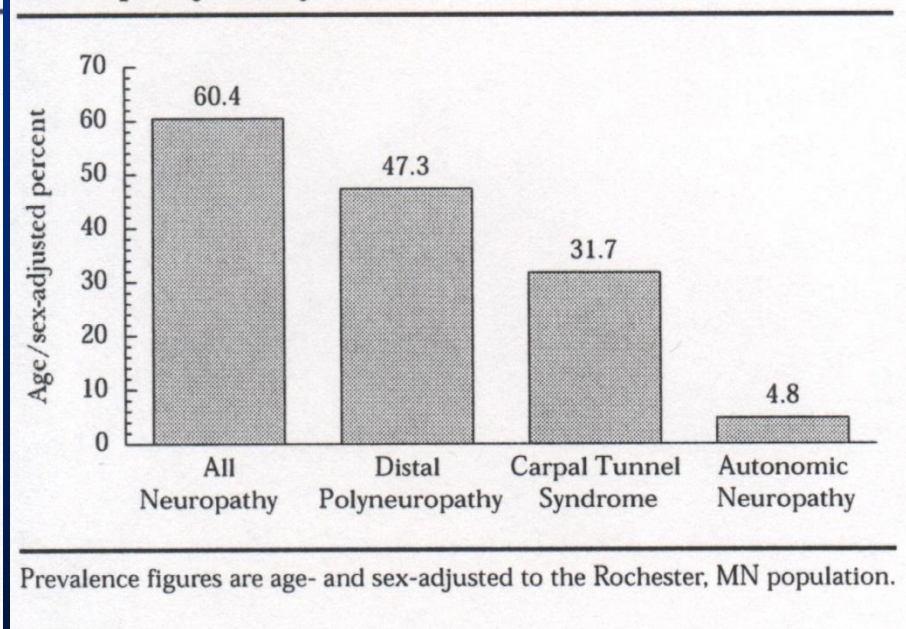 70
60
50
40
30
20
10
0
Age/sex-adjusted percent
60.4
47.3
31.7
4.8
All
Neuropathy
Distal
Polyneuropathy
Carpal Tunnel
Syndrome
Autonomic
Neuropathy
Prevalence figures are age- and sex-adjusted to the Rochester, MN population.